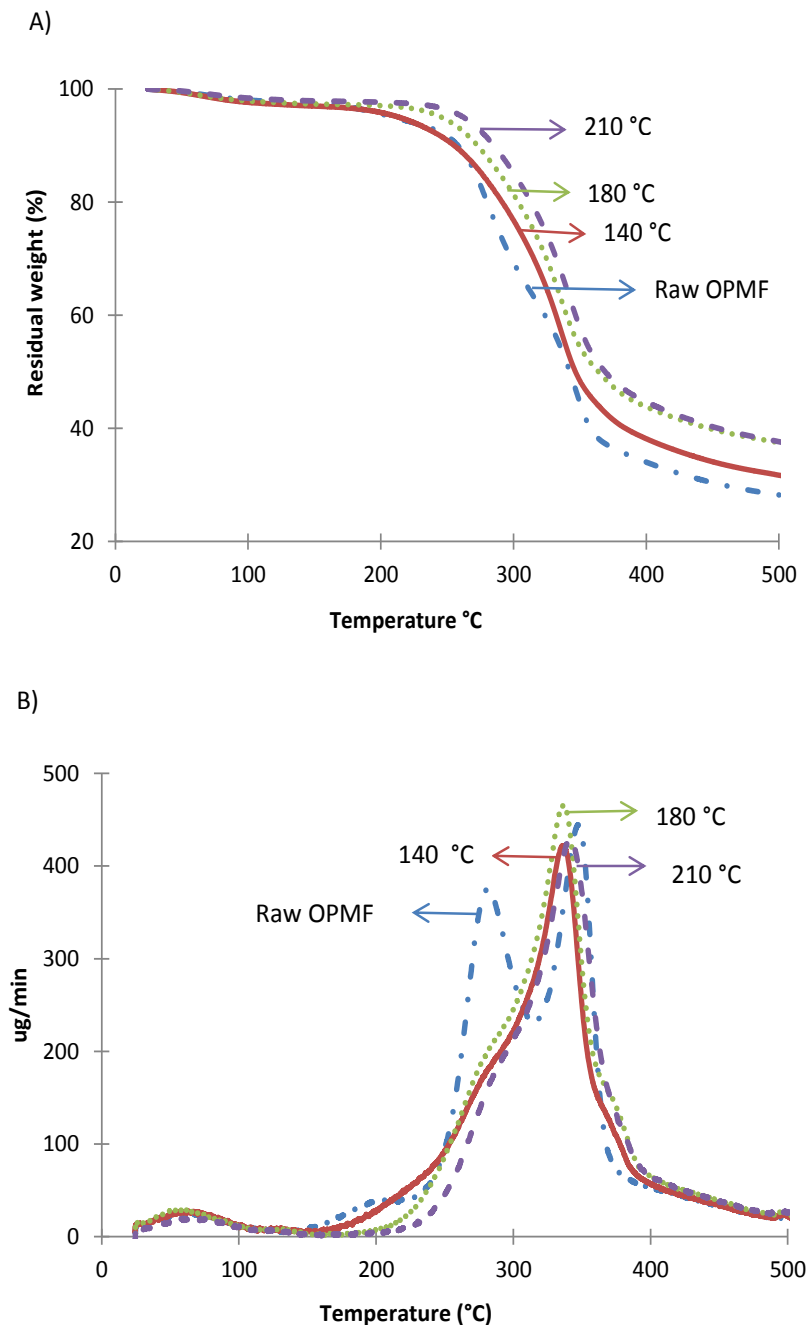 A)
100
80
60
40
20
Residual weight (%)
210 °C
180 °C
140 °C
Raw OPMF
0 100 200 300 400 500
Temperature °C
B)
500
400
300
200
100
0
ug/min
180 °C
140 °C
210 °C
Raw OPMF
0 100 200 300 400 500
Temperature (°C)